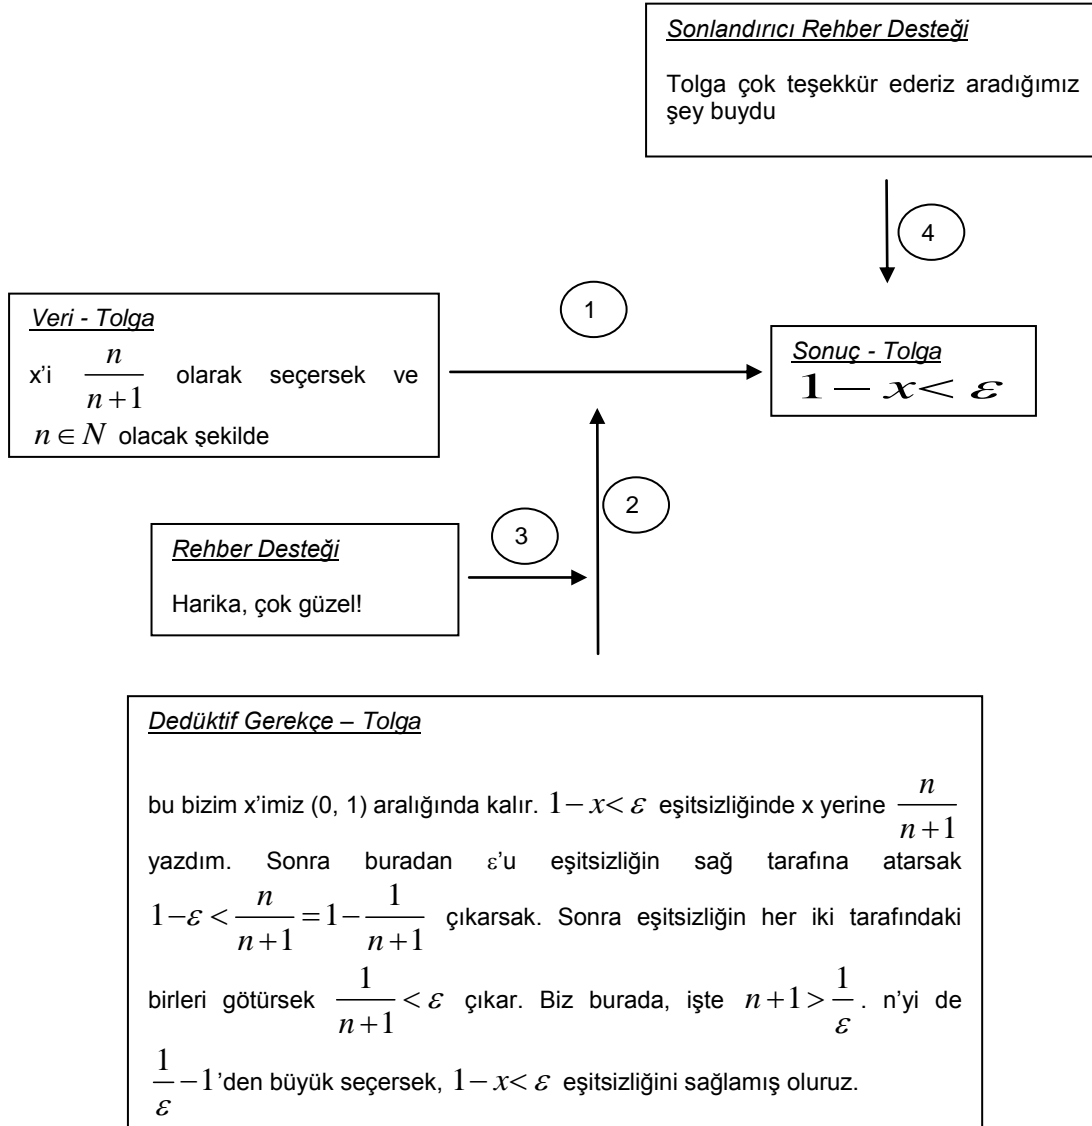 Sonlandırıcı Rehber Desteği
Tolga çok teşekkür ederiz aradığımız
şey buydu
4
1
Veri - Tolga
x’i n/(n+1) olarak seçersek ve
n ∈ N olacak şekilde
Sonuç - Tolga
1 − x < ε
2
3
Rehber Desteği
Harika, çok güzel!
Dedüktif Gerekçe – Tolga
bu bizim x’imiz (0, 1) aralığında kalır. 1 − x < ε eşitsizliğinde x yerine n/(n+1)
yazdım. Sonra buradan ε’u eşitsizliğin sağ tarafına atarsak
1 − ε < n/(n+1) = 1 − 1/(n+1) çıkarsak. Sonra eşitsizliğin her iki tarafındaki
birleri götürsek 1/(n+1) < ε çıkar. Biz burada, işte n + 1 > 1/ε. n’yi de
1/ε − 1’den büyük seçersek, 1 − x < ε eşitsizliğini sağlamış oluruz.